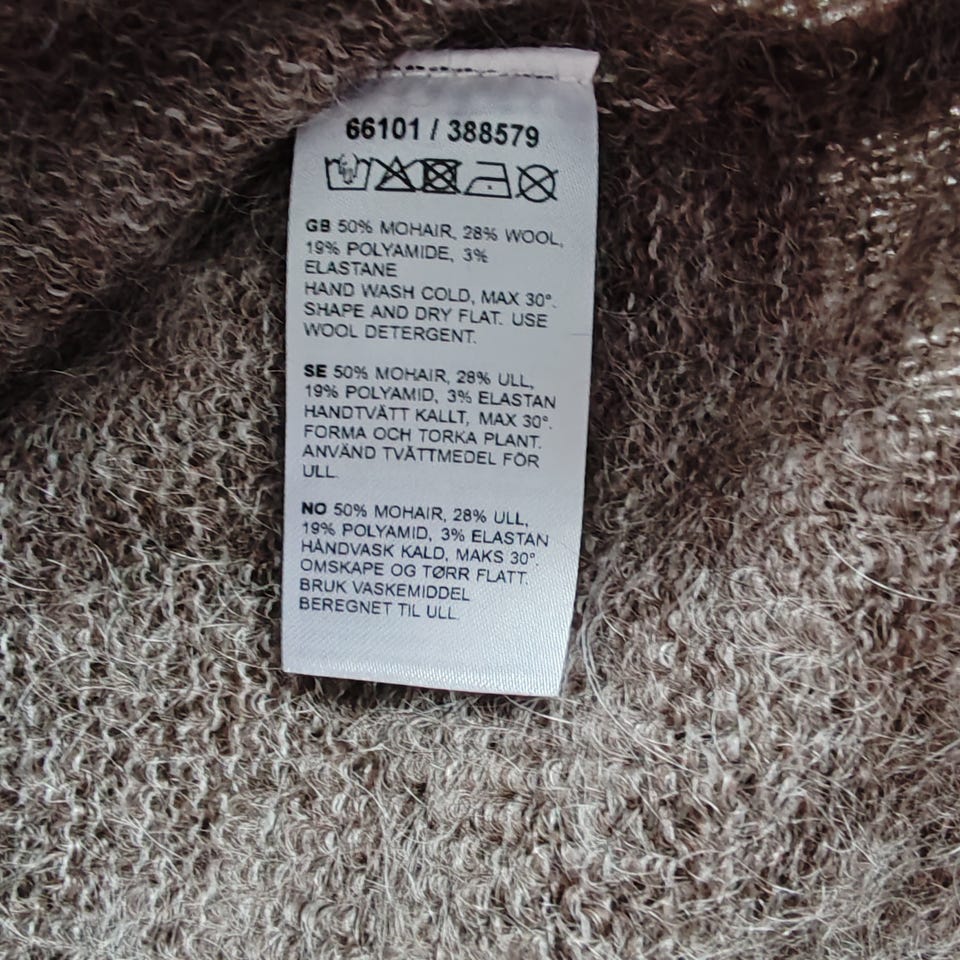 66101 / 388579
GB 50% MOHAIR, 28% WOOL,
19% POLYAMIDE, 3%
ELASTANE
HAND WASH COLD, MAX 30°.
SHAPE AND DRY FLAT. USE
WOOL DETERGENT.
SE 50% MOHAIR, 28% ULL,
19% POLYAMID, 3% ELASTAN
HANDTVÄTT KALLT, MAX 30°.
FORMA OCH TORKA PLANT.
ANVÄND TVÄTTMEDEL FÖR
ULL.
NO 50% MOHAIR, 28% ULL,
19% POLYAMID, 3% ELASTAN
HÅNDVASK KALD, MAKS 30°.
OMSKAPE OG TØRR FLATT.
BRUK VASKEMIDDEL
BEREGNET TIL ULL.